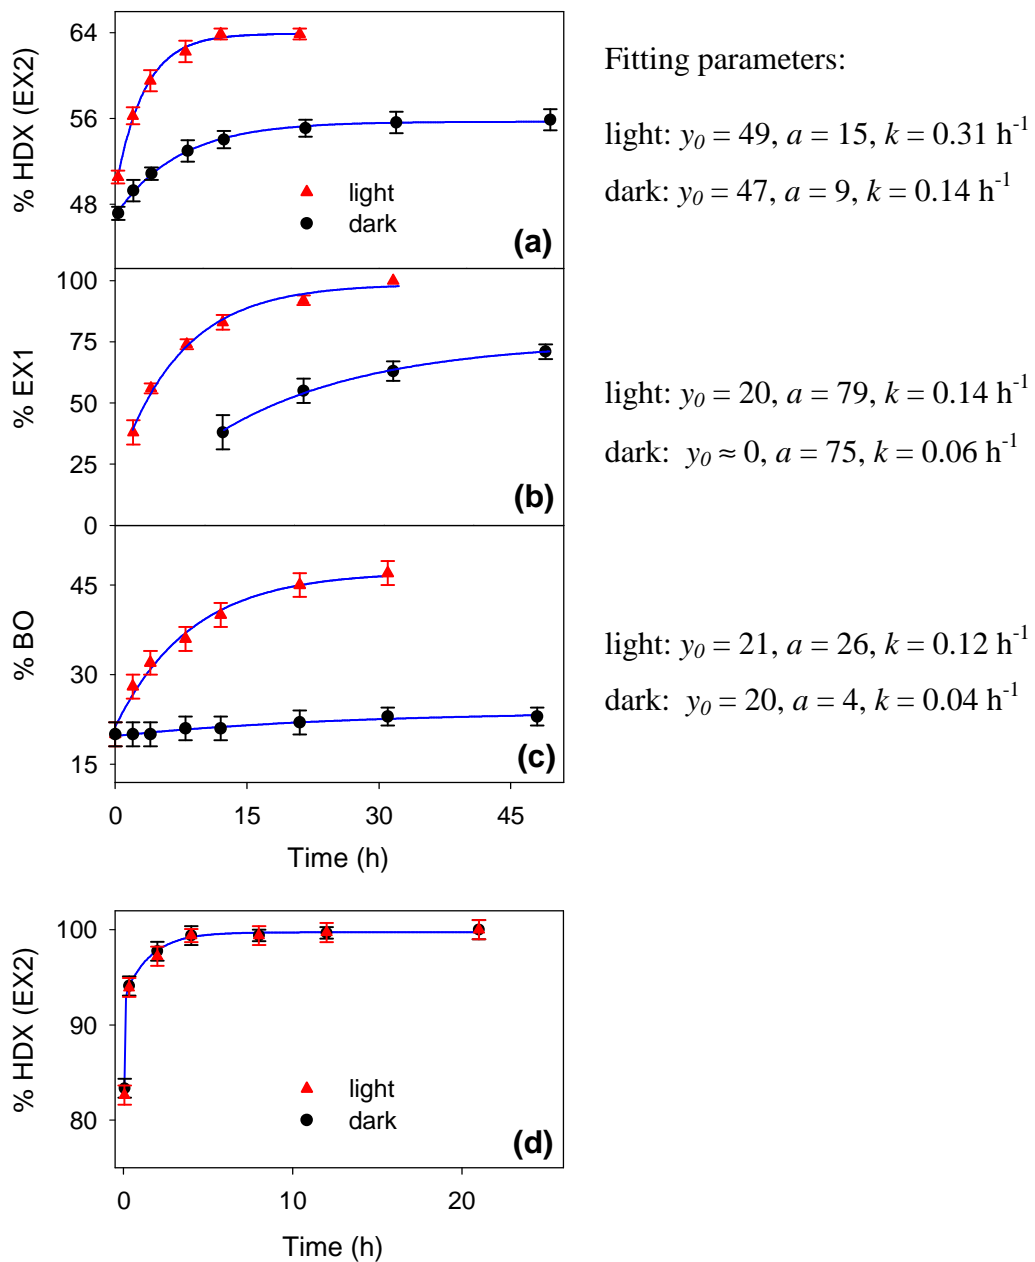 64
56
48
% HDX (EX2)
light
dark
(a)
Fitting parameters:
light: y0 = 49, a = 15, k = 0.31 h-1
dark: y0 = 47, a = 9, k = 0.14 h-1
100
75
50
25
0
% EX1
(b)
light: y0 = 20, a = 79, k = 0.14 h-1
dark: y0 ≈ 0, a = 75, k = 0.06 h-1
45
30
15
% BO
(c)
light: y0 = 21, a = 26, k = 0.12 h-1
dark: y0 = 20, a = 4, k = 0.04 h-1
0 15 30 45
Time (h)
100
90
80
% HDX (EX2)
light
dark
(d)
0 10 20
Time (h)